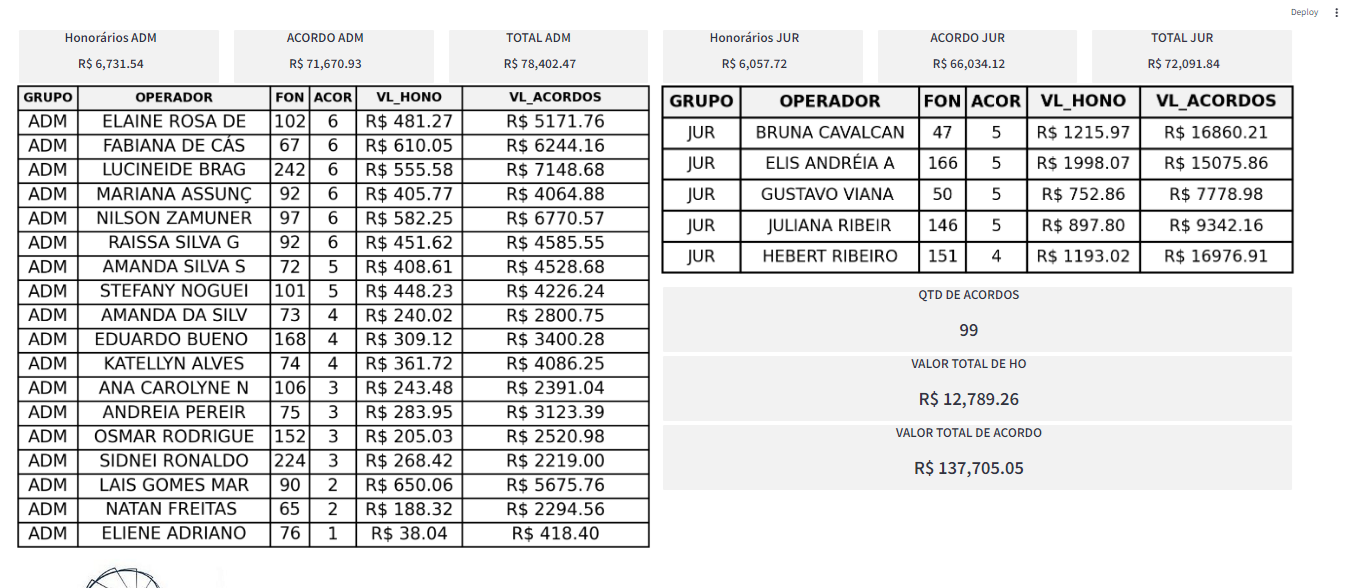 Deploy
Honorários ADM
R$ 6,731.54
ACORDO ADM
R$ 71,670.93
TOTAL ADM
R$ 78,402.47
Honorários JUR
R$ 6,057.72
ACORDO JUR
R$ 66,034.12
TOTAL JUR
R$ 72,091.84
GRUPO OPERADOR FON ACOR VL_HONO VL_ACORDOS
ADM ELAINE ROSA DE 102 6 R$ 481.27 R$ 5171.76
ADM FABIANA DE CÁS 67 6 R$ 610.05 R$ 6244.16
ADM LUCINEIDE BRAG 242 6 R$ 555.58 R$ 7148.68
ADM MARIANA ASSUNÇ 92 6 R$ 405.77 R$ 4064.88
ADM NILSON ZAMUNER 97 6 R$ 582.25 R$ 6770.57
ADM RAISSA SILVA G 92 6 R$ 451.62 R$ 4585.55
ADM AMANDA SILVA S 72 5 R$ 408.61 R$ 4528.68
ADM STEFANY NOGUEI 101 5 R$ 448.23 R$ 4226.24
ADM AMANDA DA SILV 73 4 R$ 240.02 R$ 2800.75
ADM EDUARDO BUENO 168 4 R$ 309.12 R$ 3400.28
ADM KATELLYN ALVES 74 4 R$ 361.72 R$ 4086.25
ADM ANA CAROLYNE N 106 3 R$ 243.48 R$ 2391.04
ADM ANDREIA PEREIR 75 3 R$ 283.95 R$ 3123.39
ADM OSMAR RODRIGUE 152 3 R$ 205.03 R$ 2520.98
ADM SIDNEI RONALDO 224 3 R$ 268.42 R$ 2219.00
ADM LAIS GOMES MAR 90 2 R$ 650.06 R$ 5675.76
ADM NATAN FREITAS 65 2 R$ 188.32 R$ 2294.56
ADM ELIENE ADRIANO 76 1 R$ 38.04 R$ 418.40
GRUPO OPERADOR FON ACOR VL_HONO VL_ACORDOS
JUR BRUNA CAVALCAN 47 5 R$ 1215.97 R$ 16860.21
JUR ELIS ANDRÉIA A 166 5 R$ 1998.07 R$ 15075.86
JUR GUSTAVO VIANA 50 5 R$ 752.86 R$ 7778.98
JUR JULIANA RIBEIR 146 5 R$ 897.80 R$ 9342.16
JUR HEBERT RIBEIRO 151 4 R$ 1193.02 R$ 16976.91
QTD DE ACORDOS
99
VALOR TOTAL DE HO
R$ 12,789.26
VALOR TOTAL DE ACORDO
R$ 137,705.05